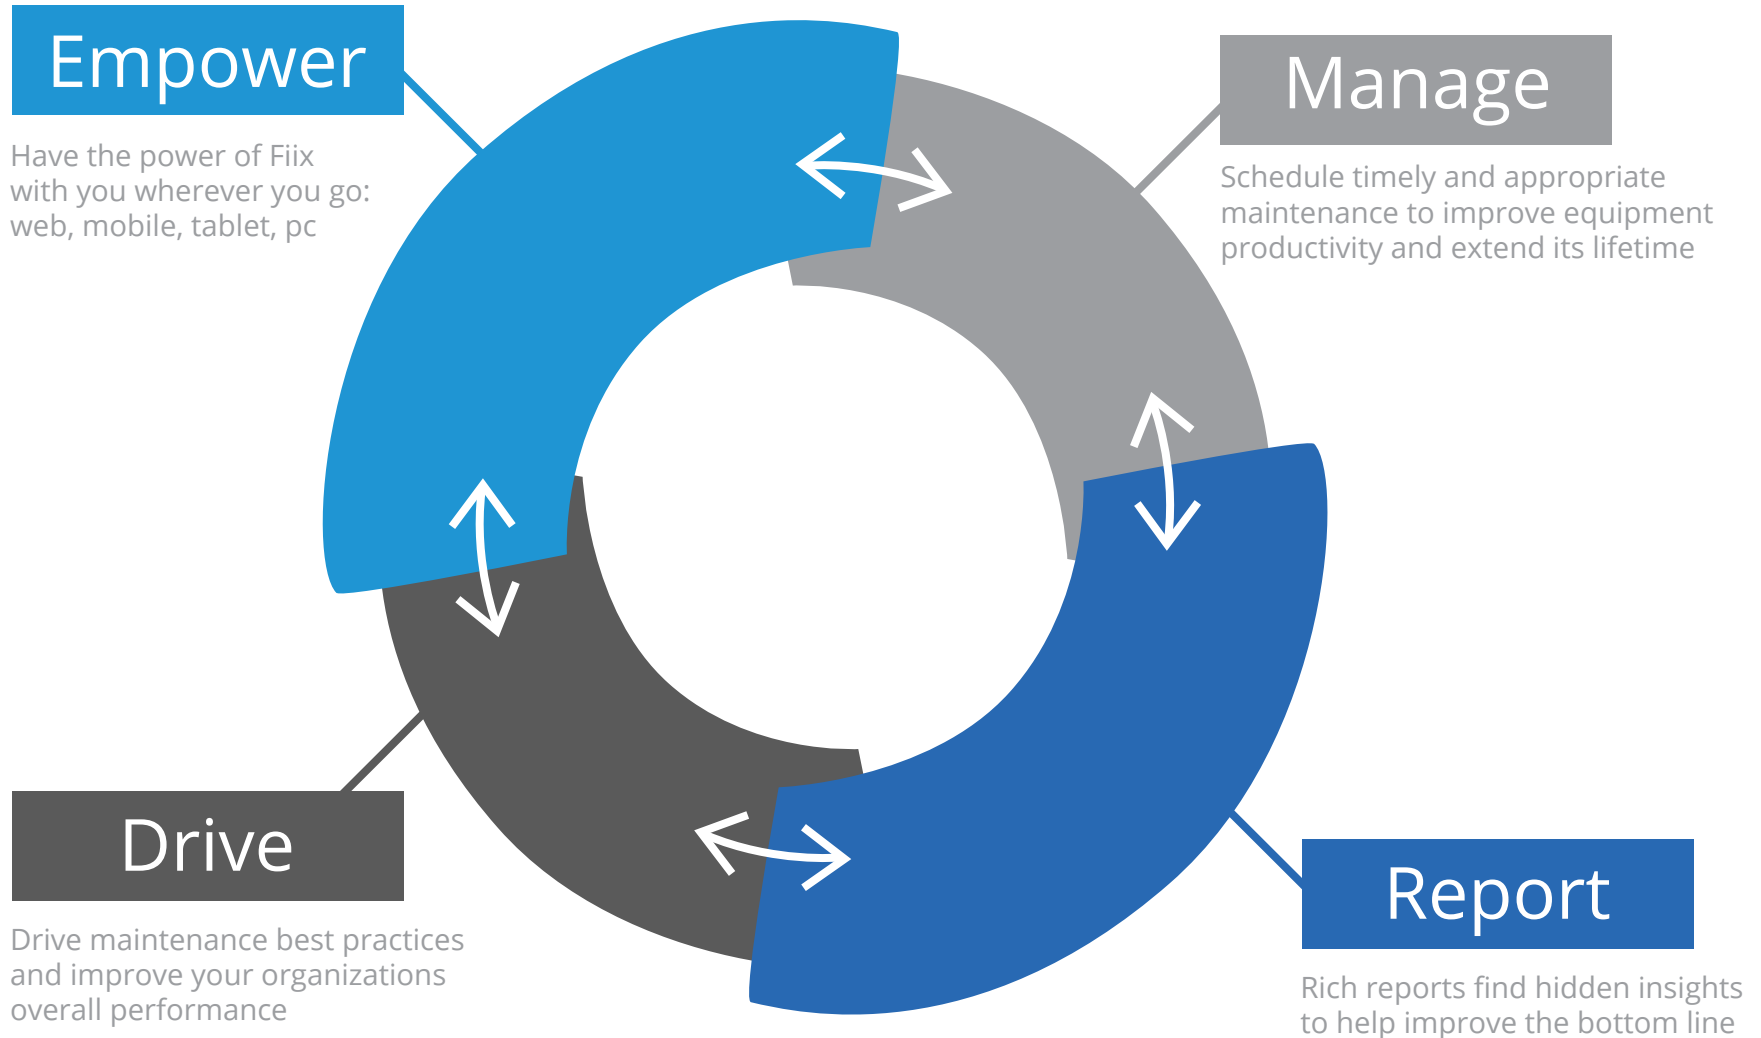 Empower
Have the power of Fiix
with you wherever you go:
web, mobile, tablet, pc
Manage
Schedule timely and appropriate
maintenance to improve equipment
productivity and extend its lifetime
Drive
Drive maintenance best practices
and improve your organizations
overall performance
Report
Rich reports find hidden insights
to help improve the bottom line